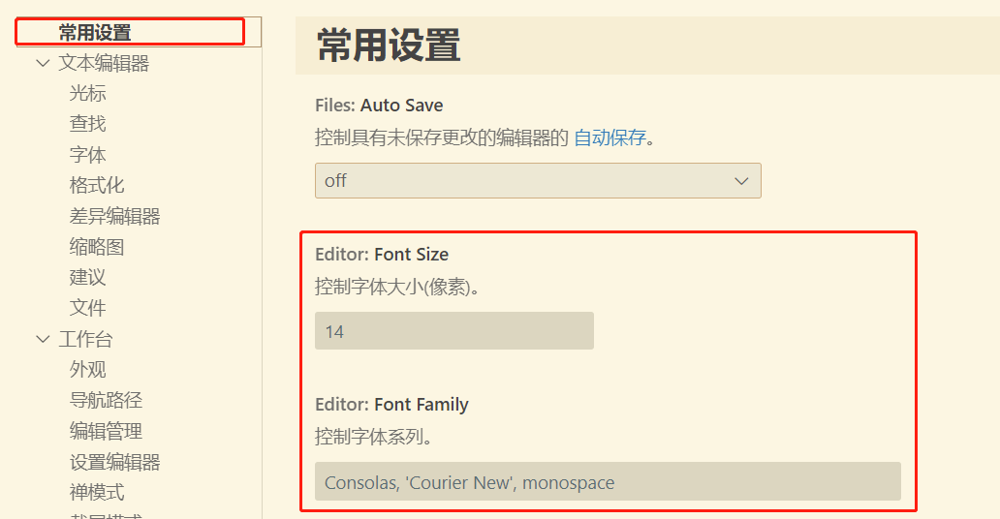 常用设置
文本编辑器
光标
查找
字体
格式化
差异编辑器
缩略图
建议
文件
工作台
外观
导航路径
编辑管理
设置编辑器
禅模式
常用设置
Files: Auto Save
控制具有未保存更改的编辑器的 自动保存。
off
Editor: Font Size
控制字体大小(像素)。
14
Editor: Font Family
控制字体系列。
Consolas, 'Courier New', monospace